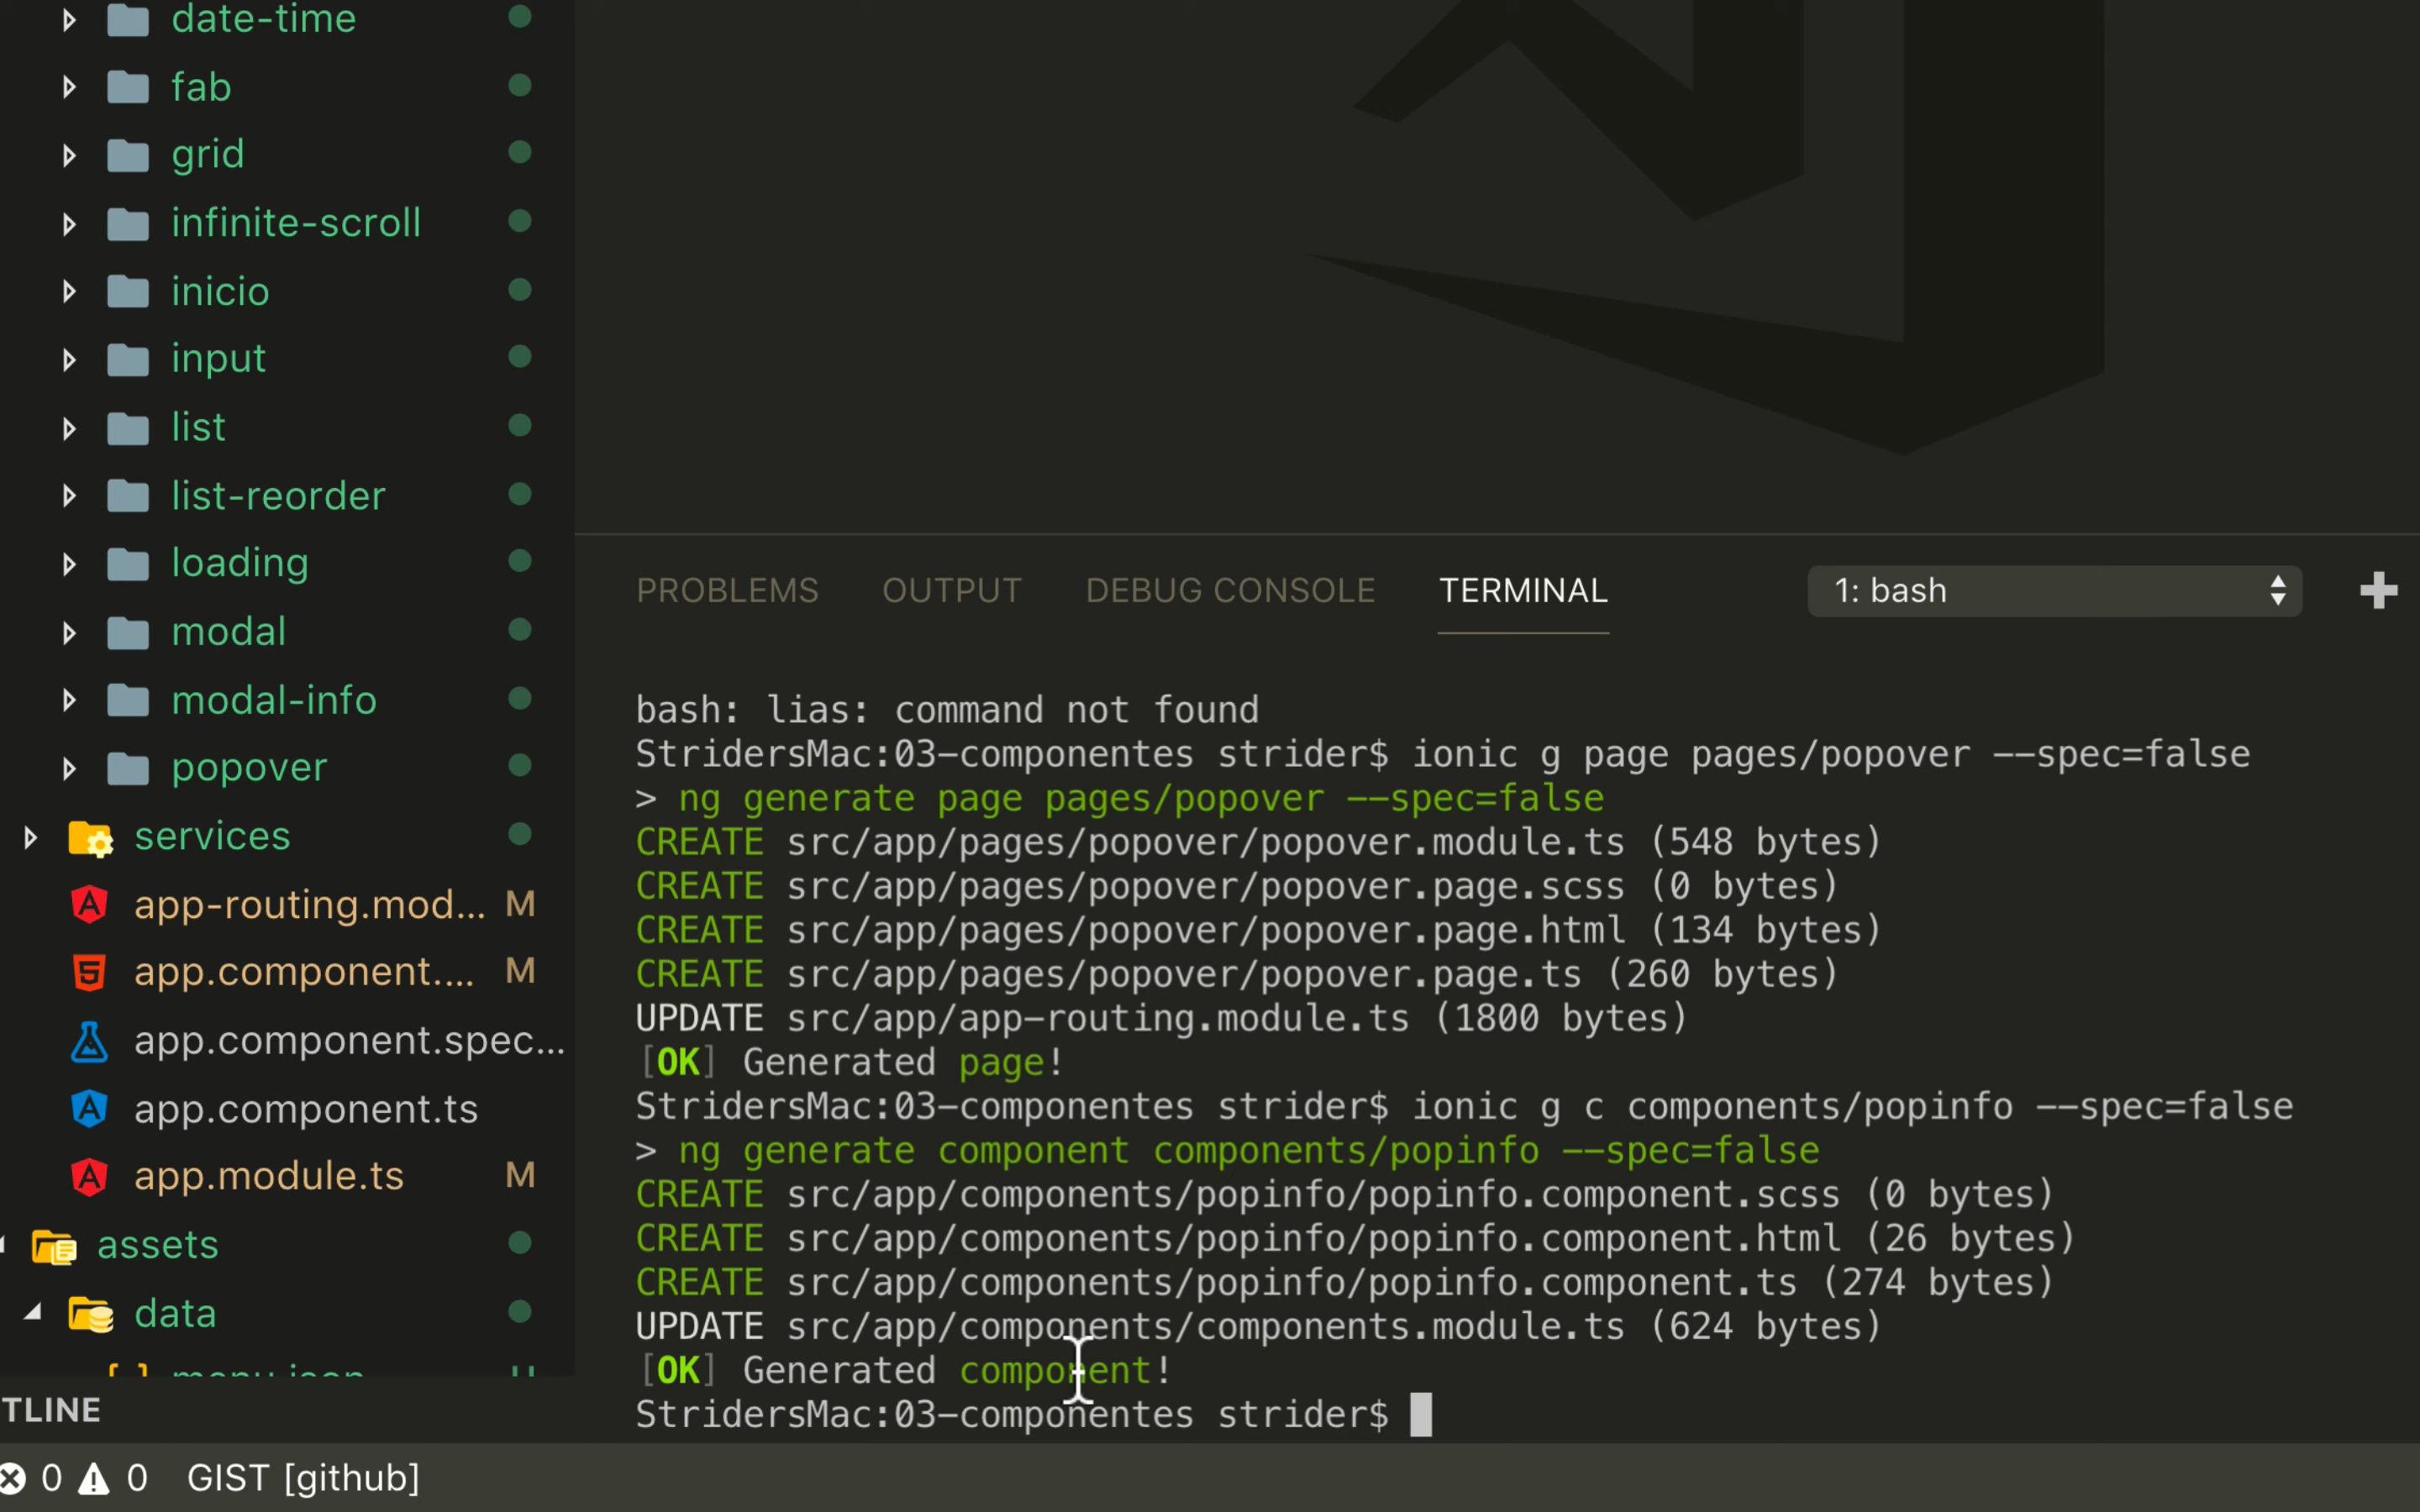 date-time
fab
grid
infinite-scroll
inicio
input
list
list-reorder
loading
modal
modal-info
popover
services
app-routing.mod... M
app.component.... M
app.component.spec...
app.component.ts
app.module.ts M
assets
data
menu.json U
TLINE
0 0 GIST [github]
PROBLEMS OUTPUT DEBUG CONSOLE TERMINAL 1: bash
bash: lias: command not found
StridersMac:03-componentes strider$ ionic g page pages/popover --spec=false
> ng generate page pages/popover --spec=false
CREATE src/app/pages/popover/popover.module.ts (548 bytes)
CREATE src/app/pages/popover/popover.page.scss (0 bytes)
CREATE src/app/pages/popover/popover.page.html (134 bytes)
CREATE src/app/pages/popover/popover.page.ts (260 bytes)
UPDATE src/app/app-routing.module.ts (1800 bytes)
[OK] Generated page!
StridersMac:03-componentes strider$ ionic g c components/popinfo --spec=false
> ng generate component components/popinfo --spec=false
CREATE src/app/components/popinfo/popinfo.component.scss (0 bytes)
CREATE src/app/components/popinfo/popinfo.component.html (26 bytes)
CREATE src/app/components/popinfo/popinfo.component.ts (274 bytes)
UPDATE src/app/components/components.module.ts (624 bytes)
[OK] Generated component!
StridersMac:03-componentes strider$